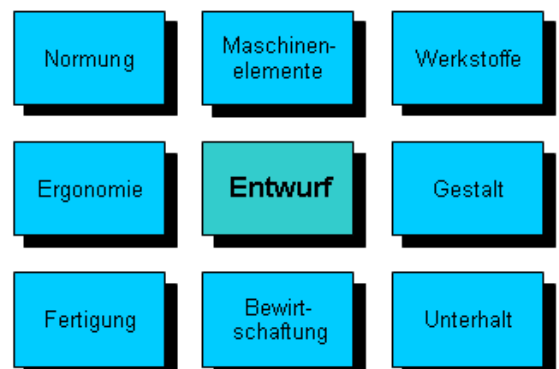 Normung
Maschinen-
elemente
Werkstoffe
Ergonomie
Entwurf
Gestalt
Fertigung
Bewirt-
schaftung
Unterhalt